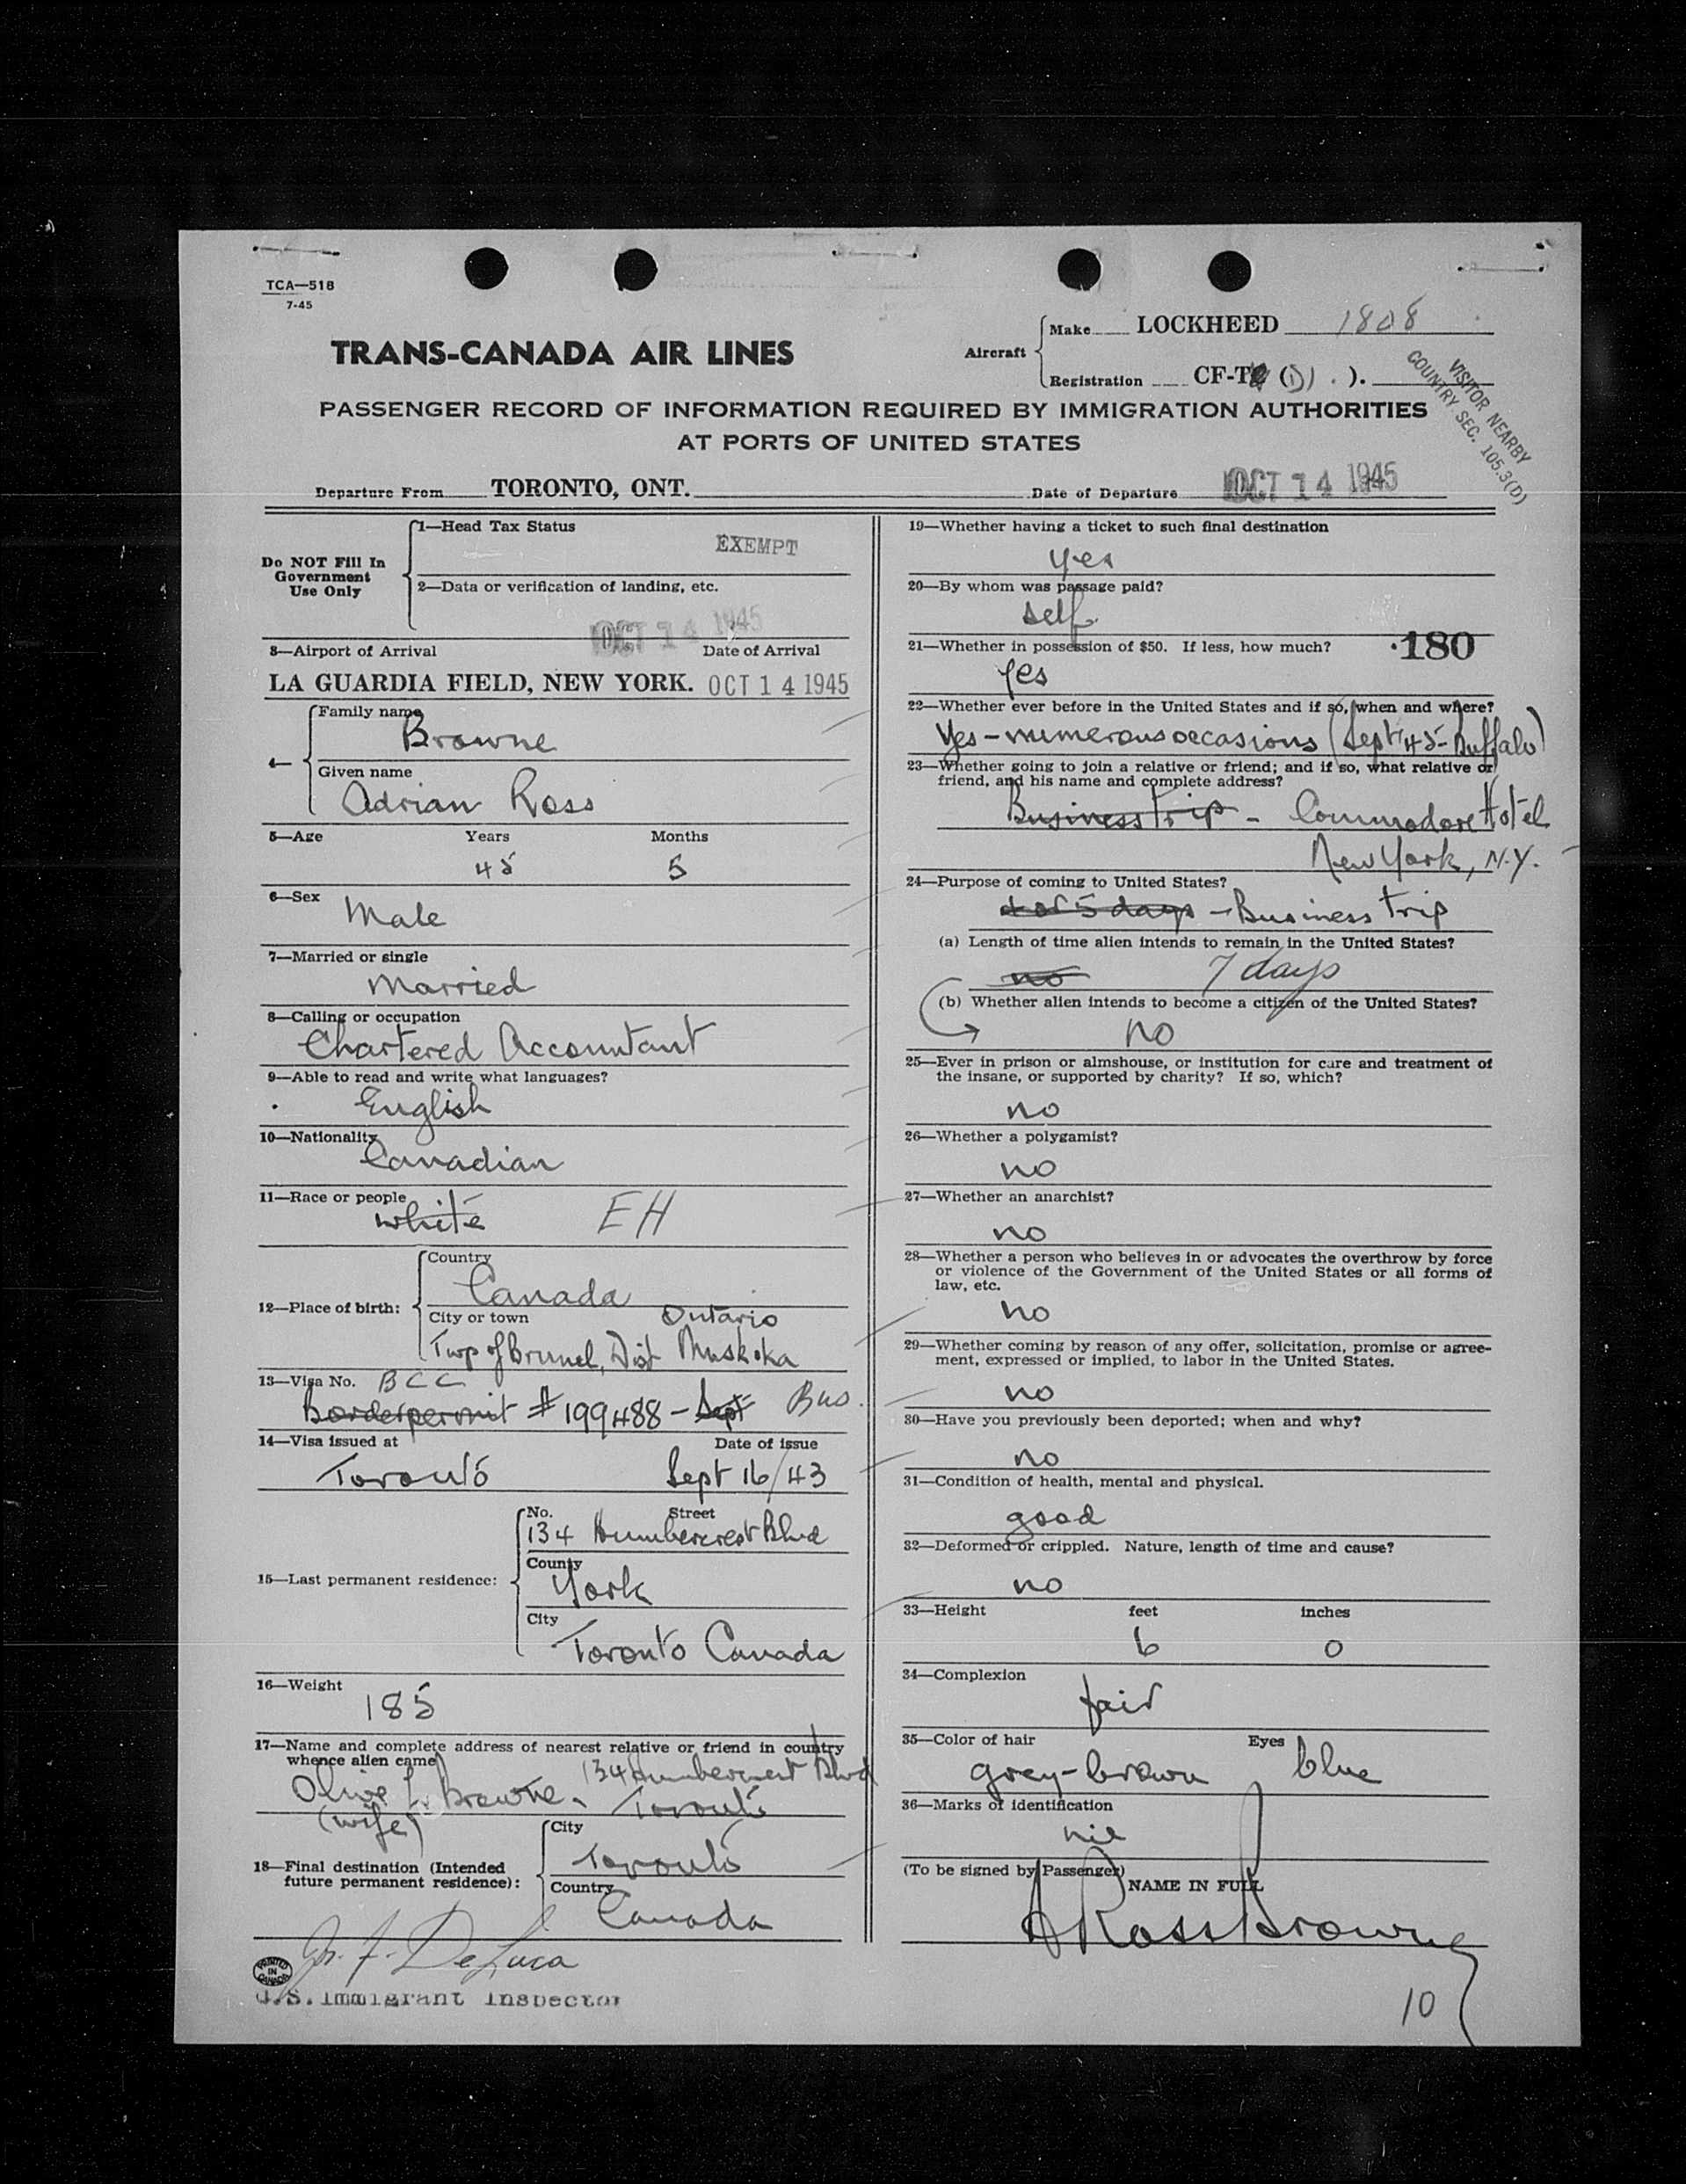 TCA—518
7-45
Make LOCKHEED 1808
TRANS-CANADA AIR LINES
Aircraft
Registration CF-T (D) . ).
VISITOR NEARBY
COUNTRY SEC. 105.3(D)
PASSENGER RECORD OF INFORMATION REQUIRED BY IMMIGRATION AUTHORITIES
AT PORTS OF UNITED STATES
Departure From TORONTO, ONT. Date of Departure OCT 14 1945
Do NOT Fill In
Government
Use Only
1—Head Tax Status
EXEMPT
2—Data or verification of landing, etc.
OCT 14 1945
3—Airport of Arrival Date of Arrival
LA GUARDIA FIELD, NEW YORK. OCT 14 1945
4—
Family name
Browne
Given name
Adrian Ross
5—Age Years Months
45 5
6—Sex
Male
7—Married or single
Married
8—Calling or occupation
Chartered Accountant
9—Able to read and write what languages?
English
10—Nationality
Canadian
11—Race or people
white EH
12—Place of birth:
Country
Canada
City or town Ontario
Twp of Brunel, Dist Muskoka
13—Visa No. BCC
Borderpermit #199488 – Sept Bus.
14—Visa issued at Date of issue
Toronto Sept 16/43
15—Last permanent residence:
No. Street
134 Humbercrest Blvd
County
York
City
Toronto Canada
16—Weight
185
17—Name and complete address of nearest relative or friend in country
whence alien came
134 Humbercrest Blvd
Olive L. Browne, Toronto
(wife)
18—Final destination (Intended
future permanent residence):
City
Toronto
Country
Canada
De Luca
PRINTED IN CANADA
U.S. Immigrant Inspector
19—Whether having a ticket to such final destination
yes
20—By whom was passage paid?
self
21—Whether in possession of $50. If less, how much? 180
yes
22—Whether ever before in the United States and if so, when and where?
Yes – numerous occasions (Sept '45 – Buffalo)
23—Whether going to join a relative or friend; and if so, what relative or
friend, and his name and complete address?
Business trip – Commodore Hotel
New York, N.Y.
24—Purpose of coming to United States?
4 or 5 days – Business trip
(a) Length of time alien intends to remain in the United States?
no 7 days
(b) Whether alien intends to become a citizen of the United States?
no
25—Ever in prison or almshouse, or institution for care and treatment of
the insane, or supported by charity? If so, which?
no
26—Whether a polygamist?
no
27—Whether an anarchist?
no
28—Whether a person who believes in or advocates the overthrow by force
or violence of the Government of the United States or all forms of
law, etc.
no
29—Whether coming by reason of any offer, solicitation, promise or agree-
ment, expressed or implied, to labor in the United States.
no
30—Have you previously been deported; when and why?
no
31—Condition of health, mental and physical.
good
32—Deformed or crippled. Nature, length of time and cause?
no
33—Height feet inches
6 0
34—Complexion
fair
35—Color of hair Eyes
grey-brown blue
36—Marks of identification
nil
(To be signed by Passenger)
NAME IN FULL
A Ross Browne
10